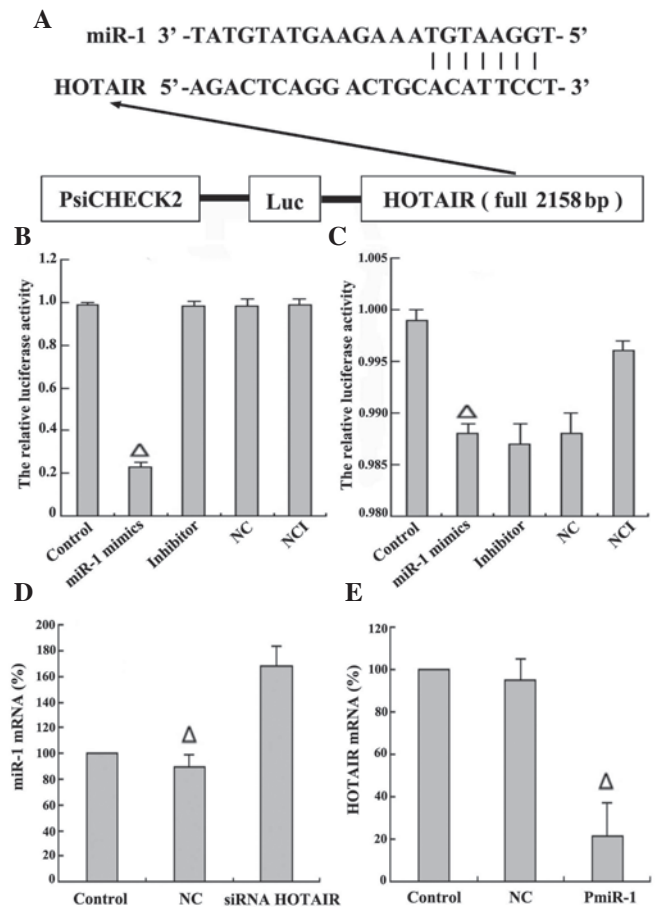 A
miR-1 3' -TATGTATGAAGAAATGTAAGGT- 5'
HOTAIR 5'-AGACTCAGG ACTGCACATTCCT- 3'
PsiCHECK2 Luc HOTAIR ( full 2158bp )
B
The relative luciferase activity
1.2
1.0
0.8
0.6
0.4
0.2
0
Control miR-1 mimics Inhibitor NC NCI
C
The relative luciferase activity
1.005
1.000
0.995
0.990
0.985
0.980
Control miR-1 mimics Inhibitor NC NCI
D
miR-1 mRNA (%)
200
180
160
140
120
100
80
60
40
20
0
Control NC siRNA HOTAIR
E
HOTAIR mRNA (%)
120
100
80
60
40
20
0
Control NC PmiR-1